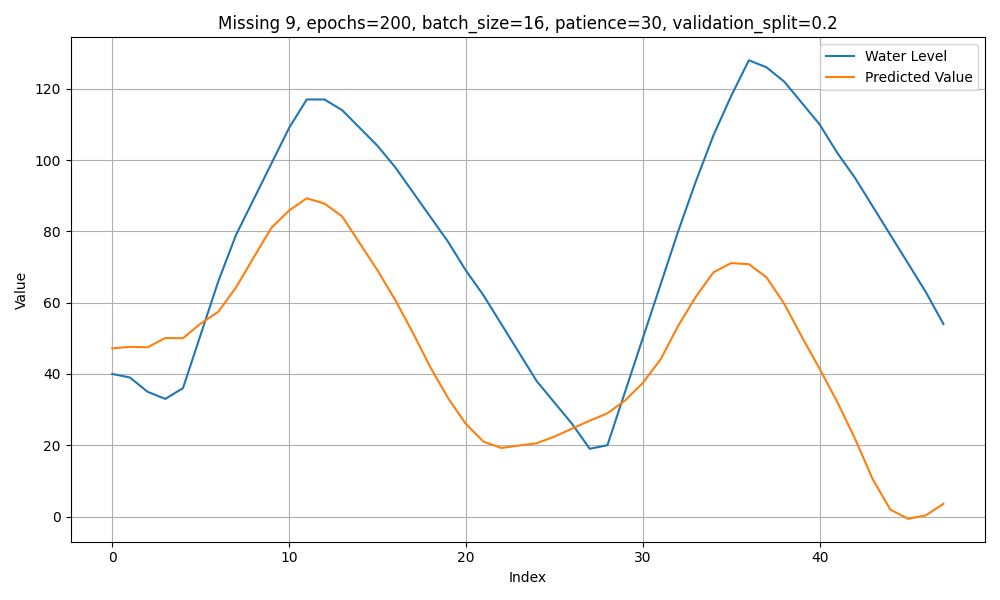 Missing 9, epochs=200, batch_size=16, patience=30, validation_split=0.2
Water Level
Predicted Value
Value
120
100
80
60
40
20
0
0 10 20 30 40
Index